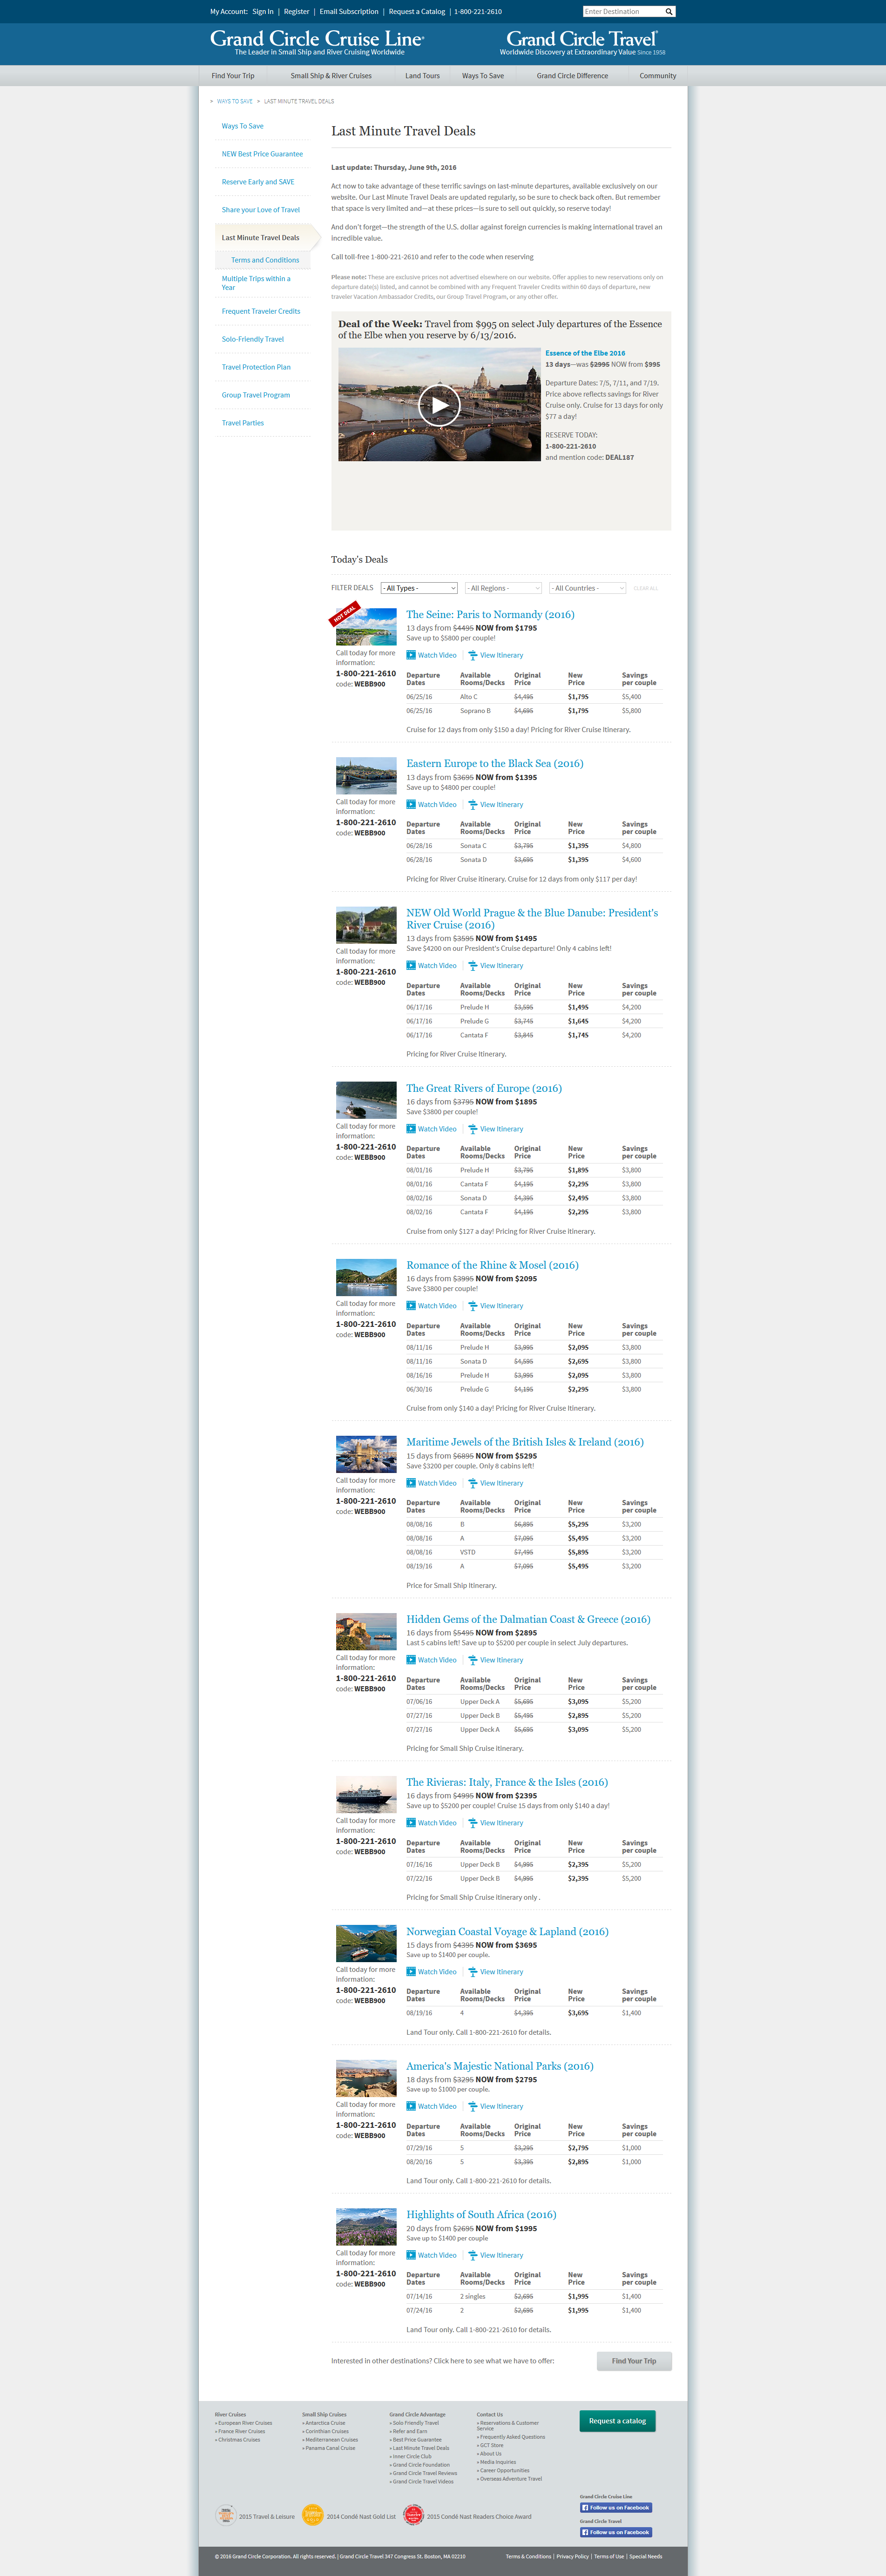 My Account: Sign In | Register | Email Subscription | Request a Catalog | 1-800-221-2610
Enter Destination
Grand Circle Cruise Line®
The Leader in Small Ship and River Cruising Worldwide
Grand Circle Travel®
Worldwide Discovery at Extraordinary Value Since 1958
Find Your Trip
Small Ship & River Cruises
Land Tours
Ways To Save
Grand Circle Difference
Community
» WAYS TO SAVE » LAST MINUTE TRAVEL DEALS
Ways To Save
NEW Best Price Guarantee
Reserve Early and SAVE
Share your Love of Travel
Last Minute Travel Deals
Terms and Conditions
Multiple Trips within a
Year
Frequent Traveler Credits
Solo-Friendly Travel
Travel Protection Plan
Group Travel Program
Travel Parties
Last Minute Travel Deals
Last update: Thursday, June 9th, 2016
Act now to take advantage of these terrific savings on last-minute departures, available exclusively on our
website. Our Last Minute Travel Deals are updated regularly, so be sure to check back often. But remember
that space is very limited and—at these prices—is sure to sell out quickly, so reserve today!
And don't forget—the strength of the U.S. dollar against foreign currencies is making international travel an
incredible value.
Call toll-free 1-800-221-2610 and refer to the code when reserving
Please note: These are exclusive prices not advertised elsewhere on our website. Offer applies to new reservations only on
departure date(s) listed, and cannot be combined with any Frequent Traveler Credits within 60 days of departure, new
traveler Vacation Ambassador Credits, our Group Travel Program, or any other offer.
Deal of the Week: Travel from $995 on select July departures of the Essence
of the Elbe when you reserve by 6/13/2016.
Essence of the Elbe 2016
13 days—was $2995 NOW from $995
Departure Dates: 7/5, 7/11, and 7/19.
Price above reflects savings for River
Cruise only. Cruise for 13 days for only
$77 a day!
RESERVE TODAY:
1-800-221-2610
and mention code: DEAL187
Today's Deals
FILTER DEALS - All Types - - All Regions - - All Countries - CLEAR ALL
HOT DEAL
Call today for more
information:
1-800-221-2610
code: WEBB900
The Seine: Paris to Normandy (2016)
13 days from $4495 NOW from $1795
Save up to $5800 per couple!
Watch Video View Itinerary
Departure Dates Available Rooms/Decks Original Price New Price Savings per couple
06/25/16 Alto C $4,495 $1,795 $5,400
06/25/16 Soprano B $4,695 $1,795 $5,800
Cruise for 12 days from only $150 a day! Pricing for River Cruise Itinerary.
Call today for more
information:
1-800-221-2610
code: WEBB900
Eastern Europe to the Black Sea (2016)
13 days from $3695 NOW from $1395
Save up to $4800 per couple!
Watch Video View Itinerary
Departure Dates Available Rooms/Decks Original Price New Price Savings per couple
06/28/16 Sonata C $3,795 $1,395 $4,800
06/28/16 Sonata D $3,695 $1,395 $4,600
Pricing for River Cruise itinerary. Cruise for 12 days from only $117 per day!
Call today for more
information:
1-800-221-2610
code: WEBB900
NEW Old World Prague & the Blue Danube: President's
River Cruise (2016)
13 days from $3595 NOW from $1495
Save $4200 on our President's Cruise departure! Only 4 cabins left!
Watch Video View Itinerary
Departure Dates Available Rooms/Decks Original Price New Price Savings per couple
06/17/16 Prelude H $3,595 $1,495 $4,200
06/17/16 Prelude G $3,745 $1,645 $4,200
06/17/16 Cantata F $3,845 $1,745 $4,200
Pricing for River Cruise Itinerary.
Call today for more
information:
1-800-221-2610
code: WEBB900
The Great Rivers of Europe (2016)
16 days from $3795 NOW from $1895
Save $3800 per couple!
Watch Video View Itinerary
Departure Dates Available Rooms/Decks Original Price New Price Savings per couple
08/01/16 Prelude H $3,795 $1,895 $3,800
08/01/16 Cantata F $4,195 $2,295 $3,800
08/02/16 Sonata D $4,395 $2,495 $3,800
08/02/16 Cantata F $4,195 $2,295 $3,800
Cruise from only $127 a day! Pricing for River Cruise Itinerary.
Call today for more
information:
1-800-221-2610
code: WEBB900
Romance of the Rhine & Mosel (2016)
16 days from $3995 NOW from $2095
Save $3800 per couple!
Watch Video View Itinerary
Departure Dates Available Rooms/Decks Original Price New Price Savings per couple
08/11/16 Prelude H $3,995 $2,095 $3,800
08/11/16 Sonata D $4,595 $2,695 $3,800
08/16/16 Prelude H $3,995 $2,095 $3,800
06/30/16 Prelude G $4,195 $2,295 $3,800
Cruise from only $140 a day! Pricing for River Cruise Itinerary.
Call today for more
information:
1-800-221-2610
code: WEBB900
Maritime Jewels of the British Isles & Ireland (2016)
15 days from $6895 NOW from $5295
Save $3200 per couple. Only 8 cabins left!
Watch Video View Itinerary
Departure Dates Available Rooms/Decks Original Price New Price Savings per couple
08/08/16 B $6,895 $5,295 $3,200
08/08/16 A $7,095 $5,495 $3,200
08/08/16 VSTD $7,495 $5,895 $3,200
08/19/16 A $7,095 $5,495 $3,200
Price for Small Ship Itinerary.
Call today for more
information:
1-800-221-2610
code: WEBB900
Hidden Gems of the Dalmatian Coast & Greece (2016)
16 days from $5495 NOW from $2895
Last 5 cabins left! Save up to $5200 per couple in select July departures.
Watch Video View Itinerary
Departure Dates Available Rooms/Decks Original Price New Price Savings per couple
07/06/16 Upper Deck A $5,695 $3,095 $5,200
07/27/16 Upper Deck B $5,495 $2,895 $5,200
07/27/16 Upper Deck A $5,695 $3,095 $5,200
Pricing for Small Ship Cruise itinerary.
Call today for more
information:
1-800-221-2610
code: WEBB900
The Rivieras: Italy, France & the Isles (2016)
16 days from $4995 NOW from $2395
Save up to $5200 per couple! Cruise 15 days from only $140 a day!
Watch Video View Itinerary
Departure Dates Available Rooms/Decks Original Price New Price Savings per couple
07/16/16 Upper Deck B $4,995 $2,395 $5,200
07/22/16 Upper Deck B $4,995 $2,395 $5,200
Pricing for Small Ship Cruise itinerary only .
Call today for more
information:
1-800-221-2610
code: WEBB900
Norwegian Coastal Voyage & Lapland (2016)
15 days from $4395 NOW from $3695
Save up to $1400 per couple.
Watch Video View Itinerary
Departure Dates Available Rooms/Decks Original Price New Price Savings per couple
08/19/16 4 $4,395 $3,695 $1,400
Land Tour only. Call 1-800-221-2610 for details.
Call today for more
information:
1-800-221-2610
code: WEBB900
America's Majestic National Parks (2016)
18 days from $3295 NOW from $2795
Save up to $1000 per couple.
Watch Video View Itinerary
Departure Dates Available Rooms/Decks Original Price New Price Savings per couple
07/29/16 5 $3,295 $2,795 $1,000
08/20/16 5 $3,395 $2,895 $1,000
Land Tour only. Call 1-800-221-2610 for details.
Call today for more
information:
1-800-221-2610
code: WEBB900
Highlights of South Africa (2016)
20 days from $2695 NOW from $1995
Save up to $1400 per couple
Watch Video View Itinerary
Departure Dates Available Rooms/Decks Original Price New Price Savings per couple
07/14/16 2 singles $2,695 $1,995 $1,400
07/24/16 2 $2,695 $1,995 $1,400
Land Tour only. Call 1-800-221-2610 for details.
Interested in other destinations? Click here to see what we have to offer: Find Your Trip
River Cruises
» European River Cruises
» France River Cruises
» Christmas Cruises
Small Ship Cruises
» Antarctica Cruise
» Corinthian Cruises
» Mediterranean Cruises
» Panama Canal Cruise
Grand Circle Advantage
» Solo Friendly Travel
» Refer and Earn
» Best Price Guarantee
» Last Minute Travel Deals
» Inner Circle Club
» Grand Circle Foundation
» Grand Circle Travel Reviews
» Grand Circle Travel Videos
Contact Us
» Reservations & Customer
Service
» Frequently Asked Questions
» GCT Store
» About Us
» Media Inquiries
» Career Opportunities
» Overseas Adventure Travel
Request a catalog
Grand Circle Cruise Line
Follow us on Facebook
Grand Circle Travel
Follow us on Facebook
2015 Travel & Leisure
2014 Condé Nast Gold List
2015 Condé Nast Readers Choice Award
© 2016 Grand Circle Corporation. All rights reserved. | Grand Circle Travel 347 Congress St. Boston, MA 02210
Terms & Conditions | Privacy Policy | Terms of Use | Special Needs